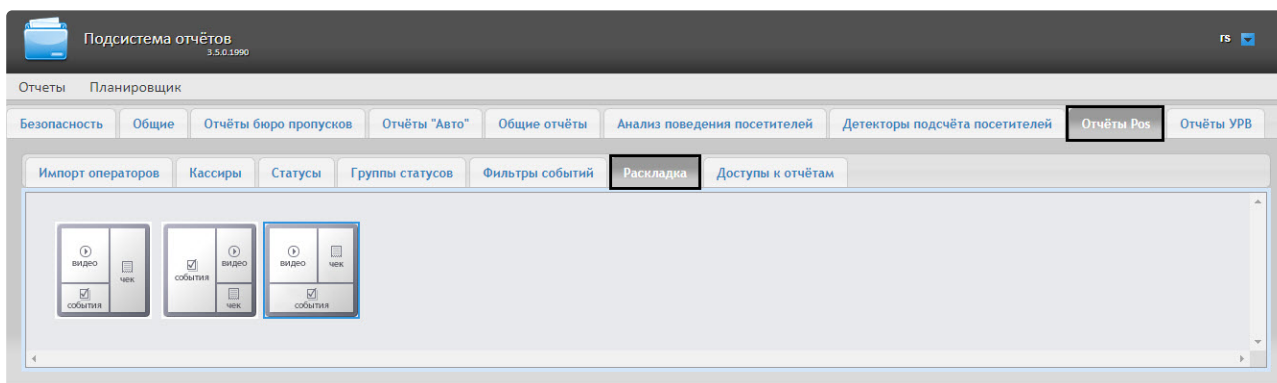 Подсистема отчётов
3.5.0.1990
rs
Отчеты Планировщик
Безопасность Общие Отчёты бюро пропусков Отчёты "Авто" Общие отчёты Анализ поведения посетителей Детекторы подсчёта посетителей Отчёты Pos Отчёты УРВ
Импорт операторов Кассиры Статусы Группы статусов Фильтры событий Раскладка Доступы к отчётам
видео чек события
события видео чек
видео чек события